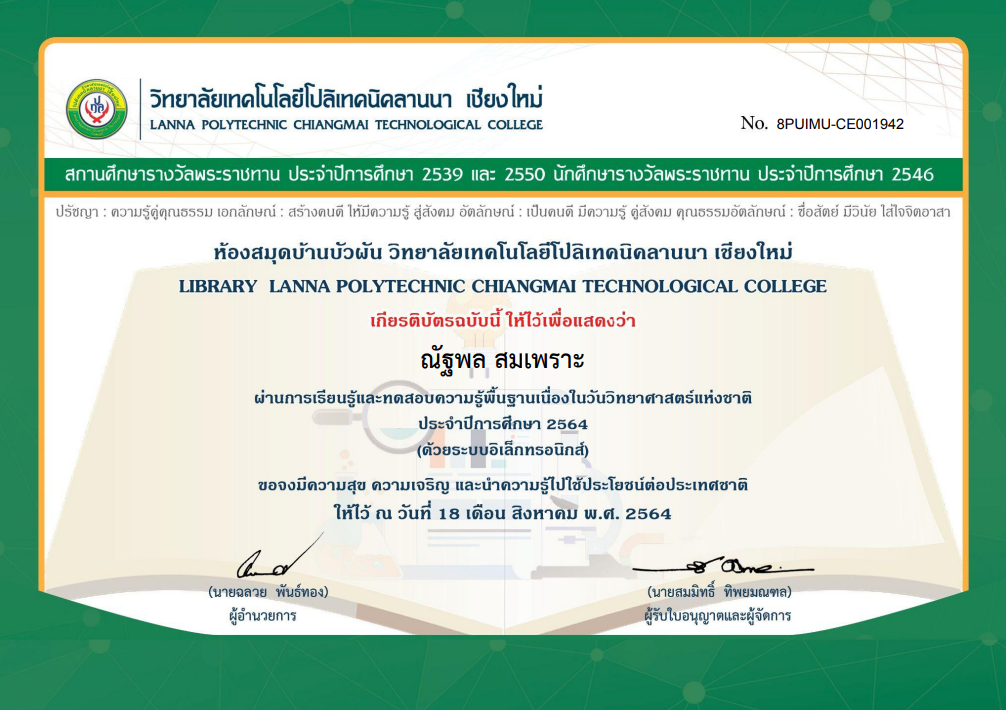 วิทยาลัยเทคโนโลยีโปลิเทคนิคลานนา เชียงใหม่
LANNA POLYTECHNIC CHIANGMAI TECHNOLOGICAL COLLEGE
No. 8PUIMU-CE001942
สถานศึกษารางวัลพระราชทาน ประจำปีการศึกษา 2539 และ 2550 นักศึกษารางวัลพระราชทาน ประจำปีการศึกษา 2546
ปรัชญา : ความรู้คู่คุณธรรม เอกลักษณ์ : สร้างคนดี ให้มีความรู้ สู่สังคม อัตลักษณ์ : เป็นคนดี มีความรู้ คู่สังคม คุณธรรมอัตลักษณ์ : ซื่อสัตย์ มีวินัย ใส่ใจจิตอาสา
ห้องสมุดบ้านบัวผัน วิทยาลัยเทคโนโลยีโปลิเทคนิคลานนา เชียงใหม่
LIBRARY LANNA POLYTECHNIC CHIANGMAI TECHNOLOGICAL COLLEGE
เกียรติบัตรฉบับนี้ ให้ไว้เพื่อแสดงว่า
ณัฐพล สมเพราะ
ผ่านการเรียนรู้และทดสอบความรู้พื้นฐานเนื่องในวันวิทยาศาสตร์แห่งชาติ
ประจำปีการศึกษา 2564
(ด้วยระบบอิเล็กทรอนิกส์)
ขอจงมีความสุข ความเจริญ และนำความรู้ไปใช้ประโยชน์ต่อประเทศชาติ
ให้ไว้ ณ วันที่ 18 เดือน สิงหาคม พ.ศ. 2564
(นายฉลวย พันธ์ทอง)
ผู้อำนวยการ
(นายสมมิทธิ์ ทิพยมณฑล)
ผู้รับใบอนุญาตและผู้จัดการ